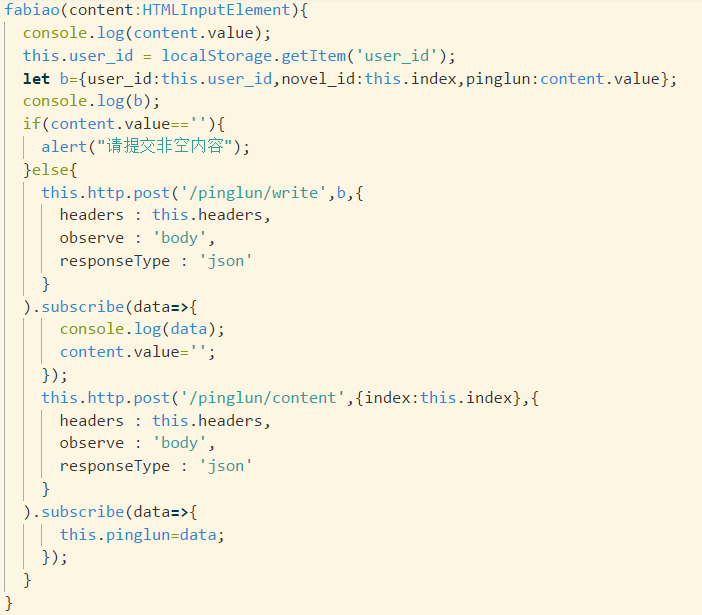 fabiao(content:HTMLInputElement){
console.log(content.value);
this.user_id = localStorage.getItem('user_id');
let b={user_id:this.user_id,novel_id:this.index,pinglun:content.value};
console.log(b);
if(content.value==''){
alert("请提交非空内容");
}else{
this.http.post('/pinglun/write',b,{
headers : this.headers,
observe : 'body',
responseType : 'json'
}
).subscribe(data=>{
console.log(data);
content.value='';
});
this.http.post('/pinglun/content',{index:this.index},{
headers : this.headers,
observe : 'body',
responseType : 'json'
}
).subscribe(data=>{
this.pinglun=data;
});
}
}